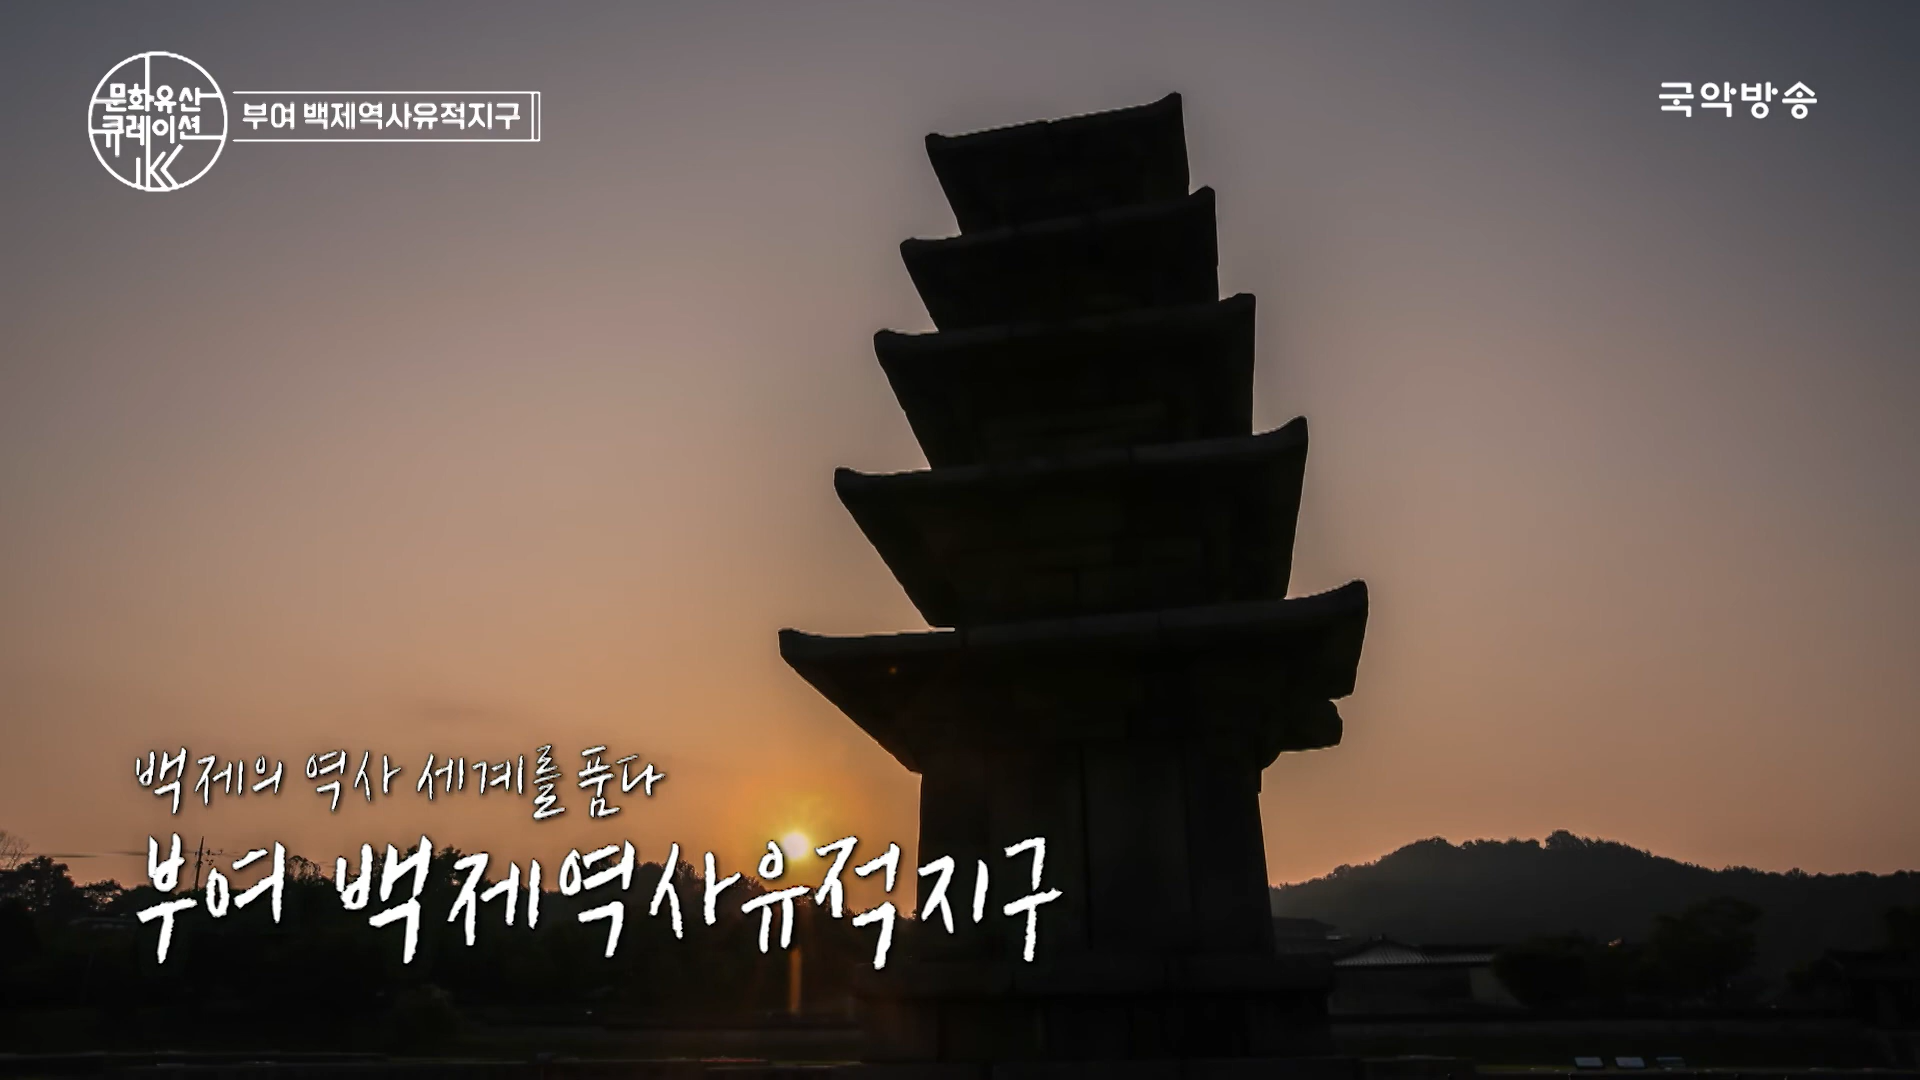 문화유산
큐레이션
K
부여 백제역사유적지구
국악방송
백제의 역사 세계를 품다
부여 백제역사유적지구